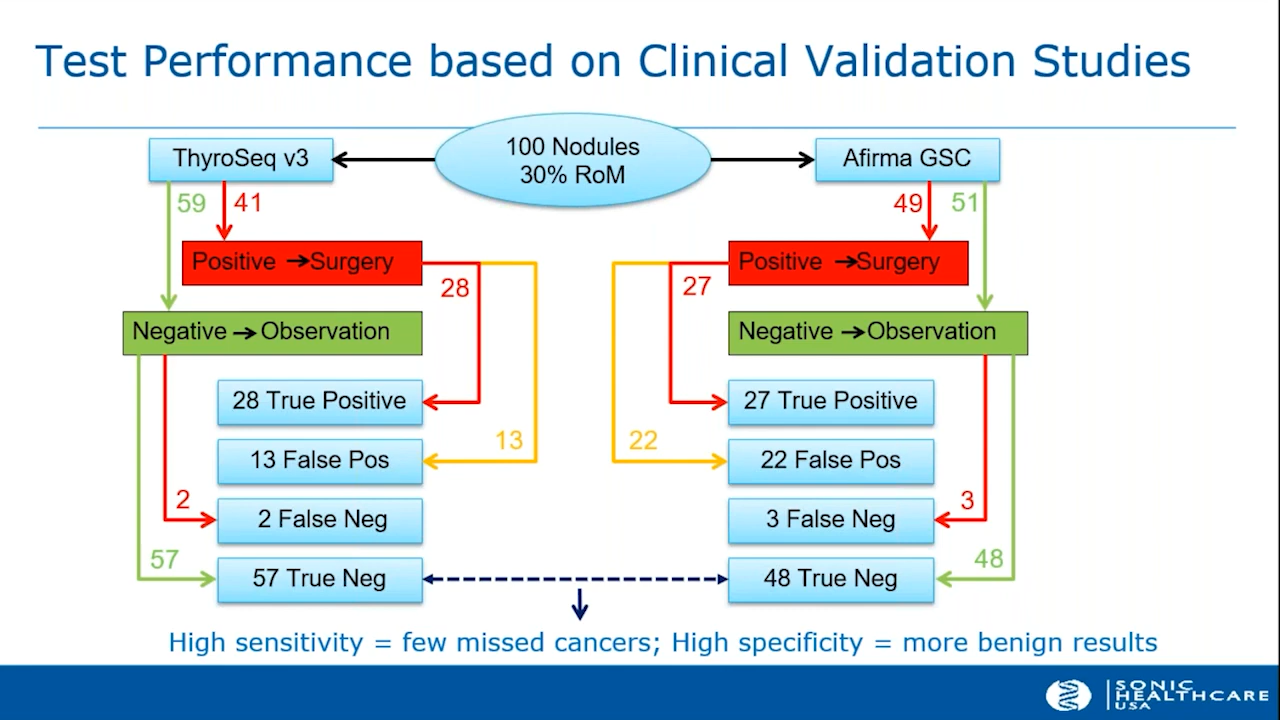 Test Performance based on Clinical Validation Studies
100 Nodules
30% RoM
ThyroSeq v3
Afirma GSC
59
41
49
51
Positive → Surgery
Positive → Surgery
28
27
Negative → Observation
Negative → Observation
28 True Positive
27 True Positive
13
22
13 False Pos
22 False Pos
2
3
2 False Neg
3 False Neg
57
48
57 True Neg
48 True Neg
High sensitivity = few missed cancers; High specificity = more benign results
SONIC
HEALTHCARE
USA